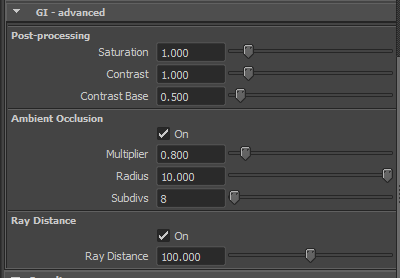 GI - advanced
Post-processing
Saturation 1.000
Contrast 1.000
Contrast Base 0.500
Ambient Occlusion
On
Multiplier 0.800
Radius 10.000
Subdivs 8
Ray Distance
On
Ray Distance 100.000